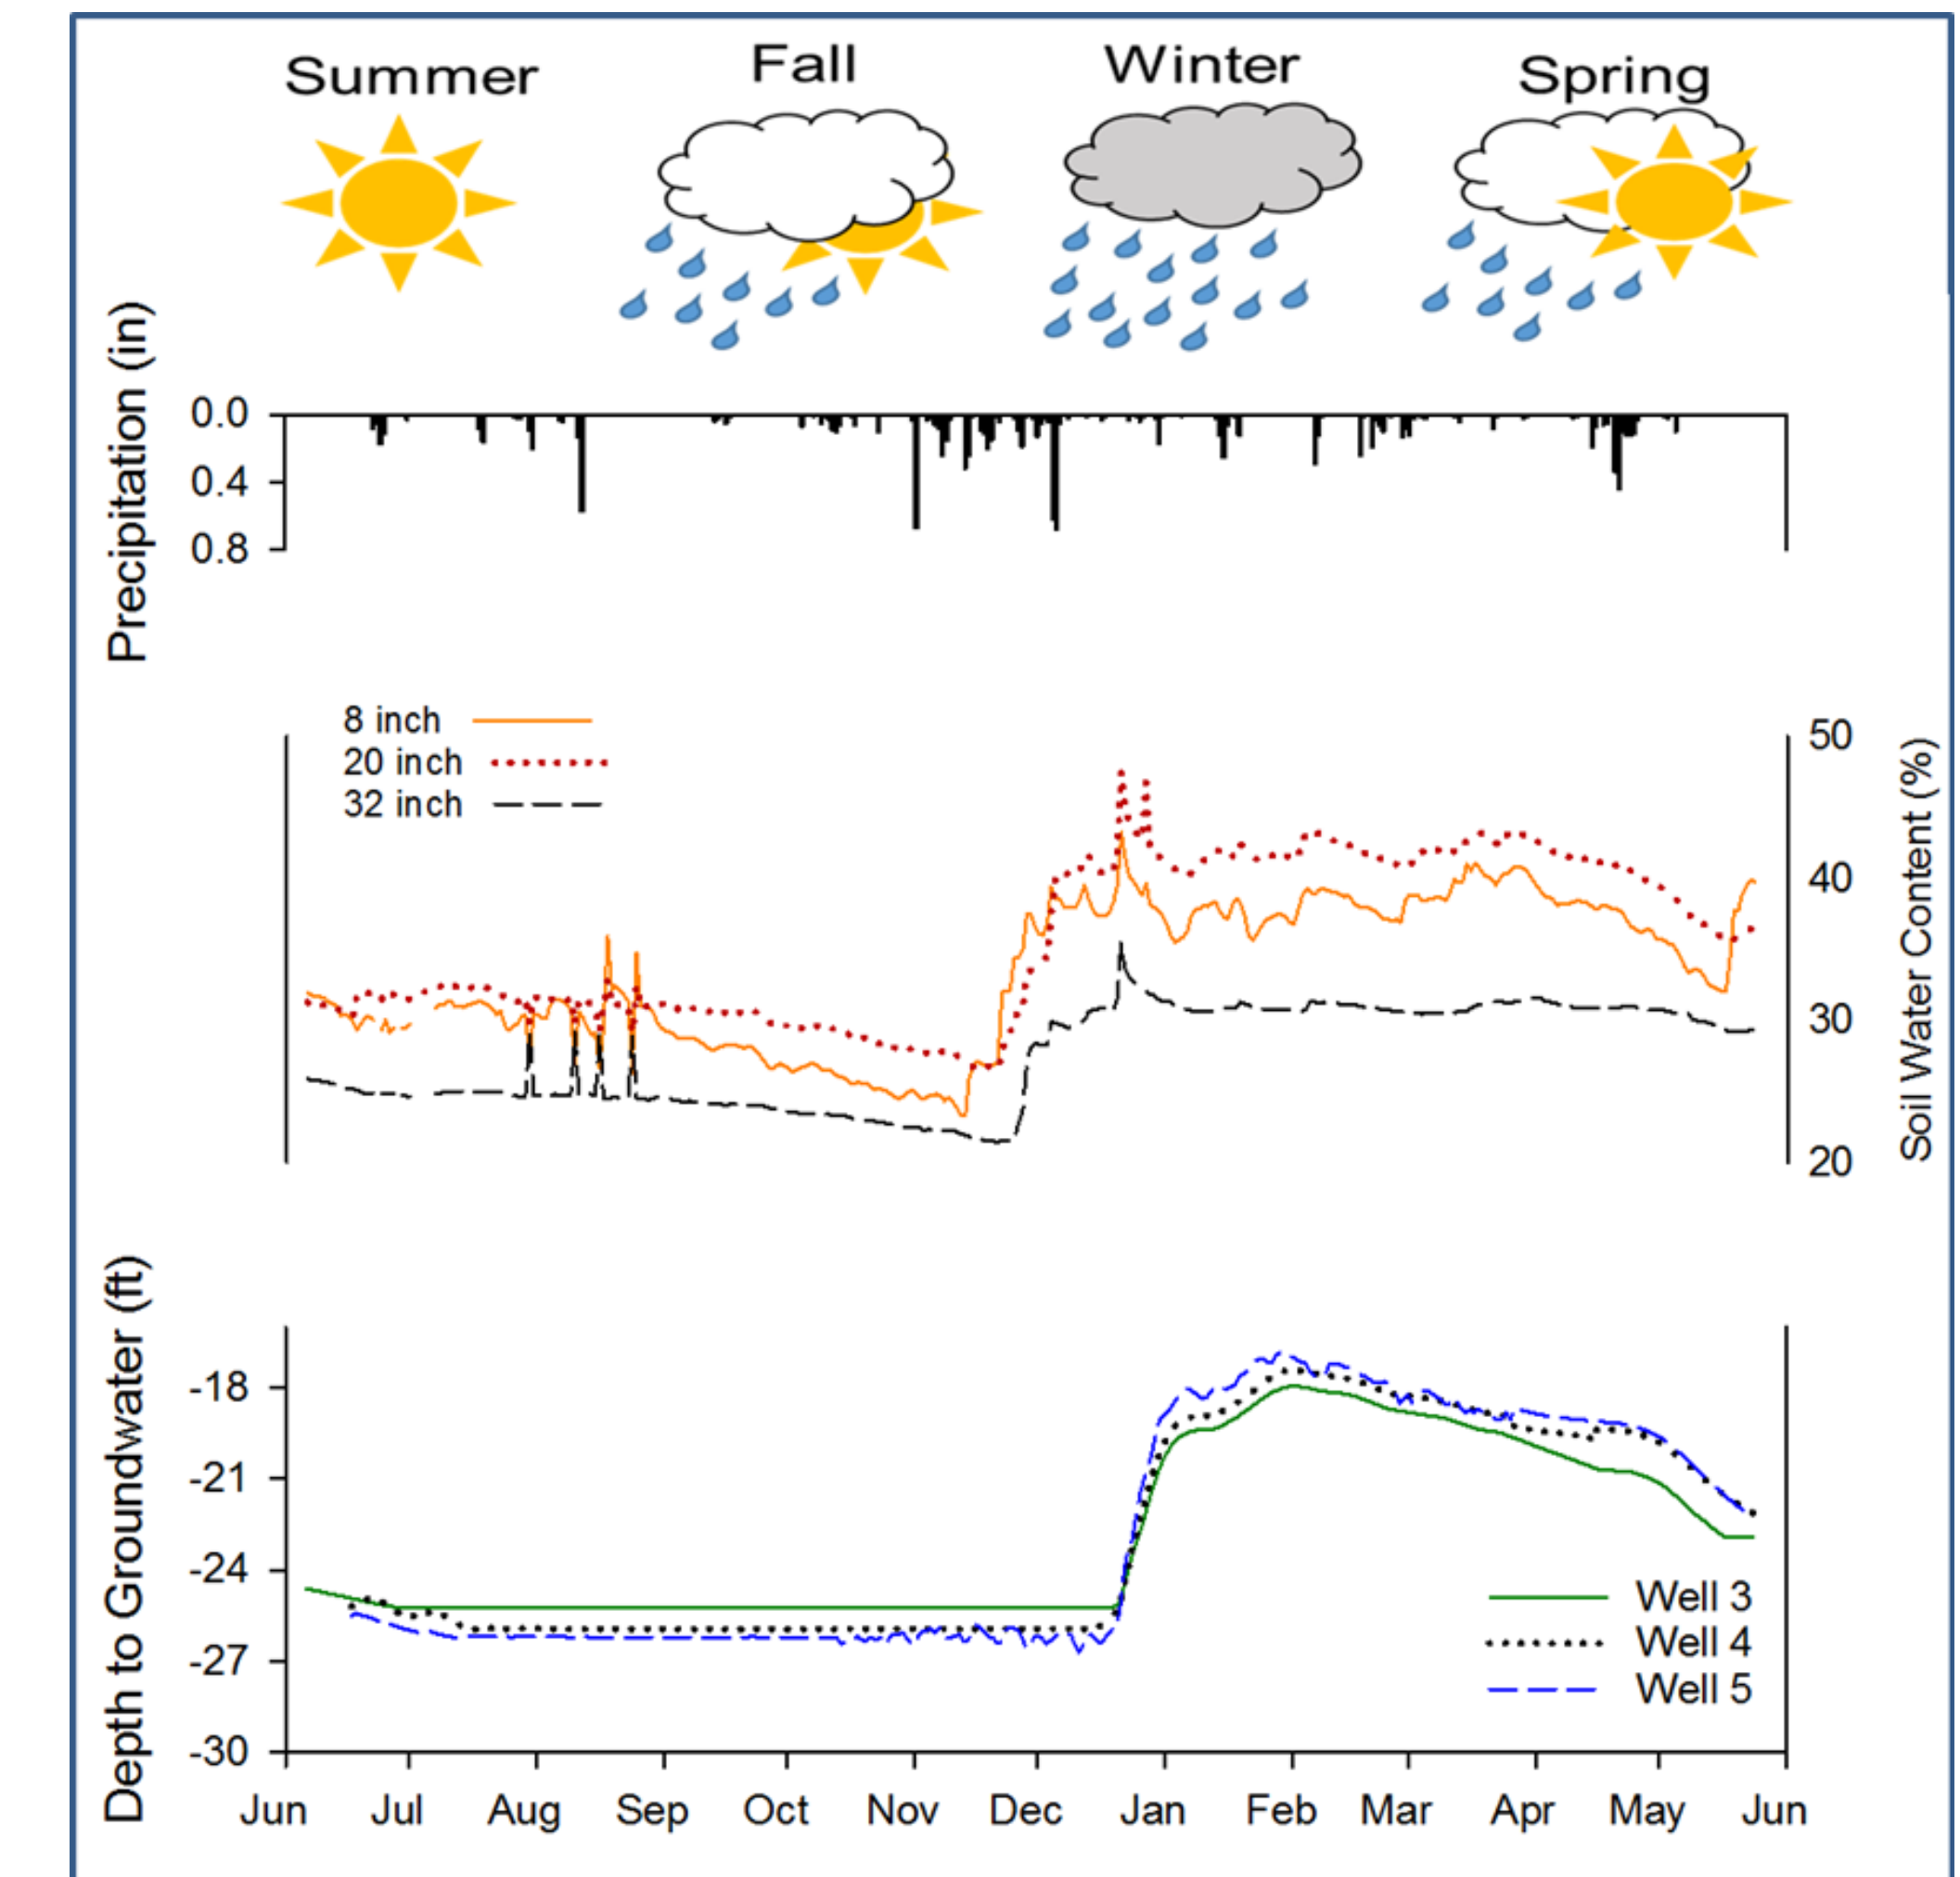 Summer Fall Winter Spring
Precipitation (in)
0.0
0.4
0.8
8 inch
20 inch
32 inch
50
40
30
20
Soil Water Content (%)
Depth to Groundwater (ft)
-18
-21
-24
-27
-30
Well 3
Well 4
Well 5
Jun Jul Aug Sep Oct Nov Dec Jan Feb Mar Apr May Jun